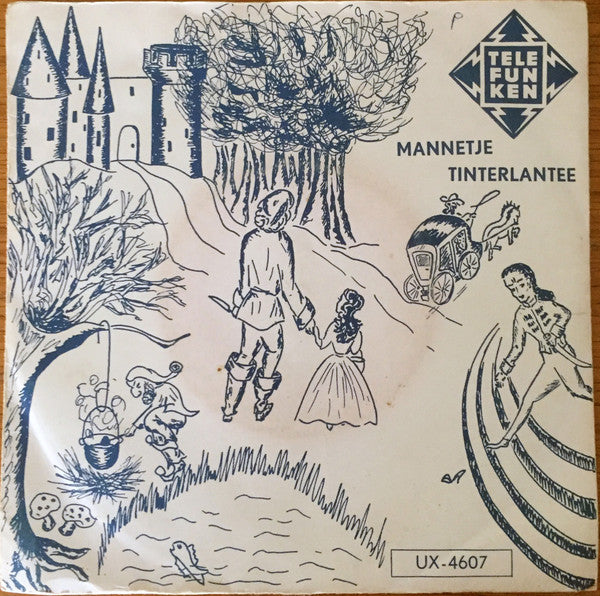 P
TELE
FUN
KEN
MANNETJE
TINTERLANTEE
UX-4607